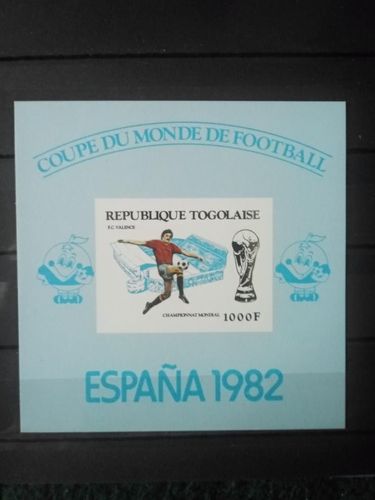 COUPE DU MONDE DE FOOTBALL
REPUBLIQUE TOGOLAISE
F.C. VALENCE
CHAMPIONNAT MONDIAL
1000F
ESPAÑA 1982